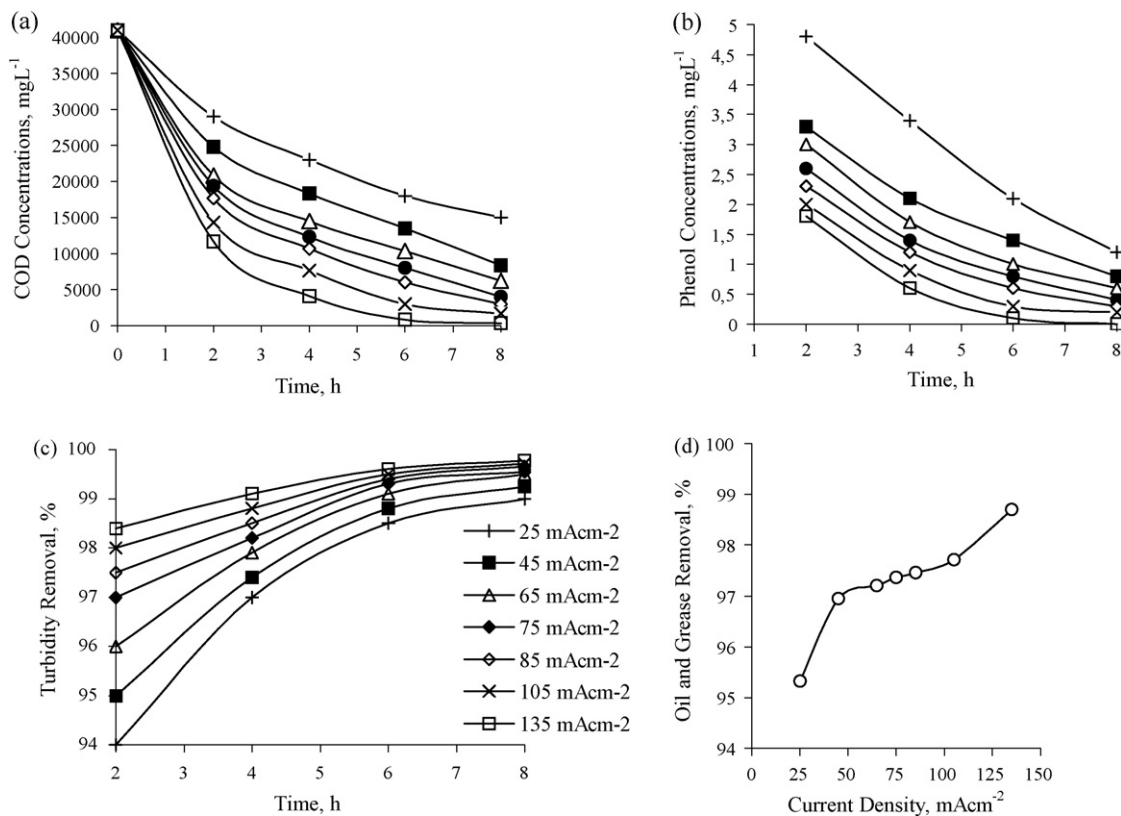 (a)
COD Concentrations, mgL-1
40000
35000
30000
25000
20000
15000
10000
5000
0
0 1 2 3 4 5 6 7 8
Time, h
(b)
Phenol Concentrations, mgL-1
5
4,5
4
3,5
3
2,5
2
1,5
1
0,5
0
1 2 3 4 5 6 7 8
Time, h
(c)
Turbidity Removal, %
100
99
98
97
96
95
94
2 3 4 5 6 7 8
Time, h
25 mAcm-2
45 mAcm-2
65 mAcm-2
75 mAcm-2
85 mAcm-2
105 mAcm-2
135 mAcm-2
(d)
Oil and Grease Removal, %
100
99
98
97
96
95
94
0 25 50 75 100 125 150
Current Density, mAcm-2